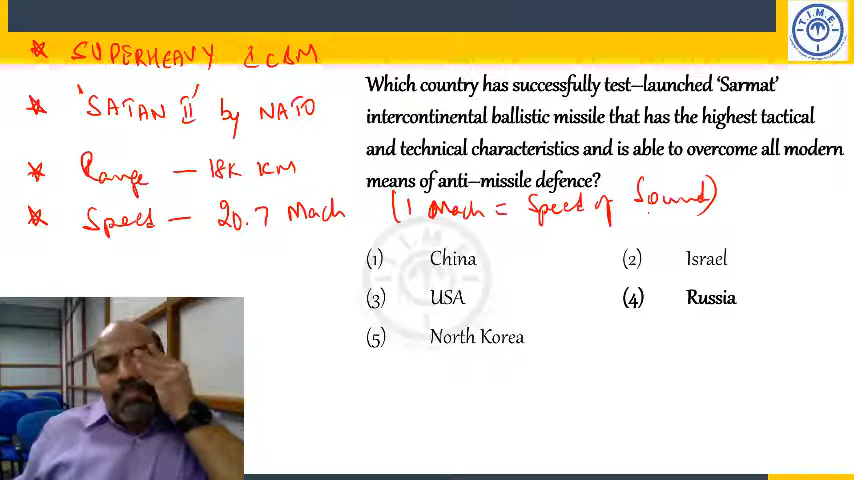 T.I.M.E.
* SUPERHEAVY ICBM
* 'SATAN II' by NATO
* Range — 18K KM
* Speed — 20.7 Mach (1 Mach = Speed of Sound)
Which country has successfully test–launched ‘Sarmat’
intercontinental ballistic missile that has the highest tactical
and technical characteristics and is able to overcome all modern
means of anti–missile defence?
(1) China (2) Israel
(3) USA (4) Russia
(5) North Korea